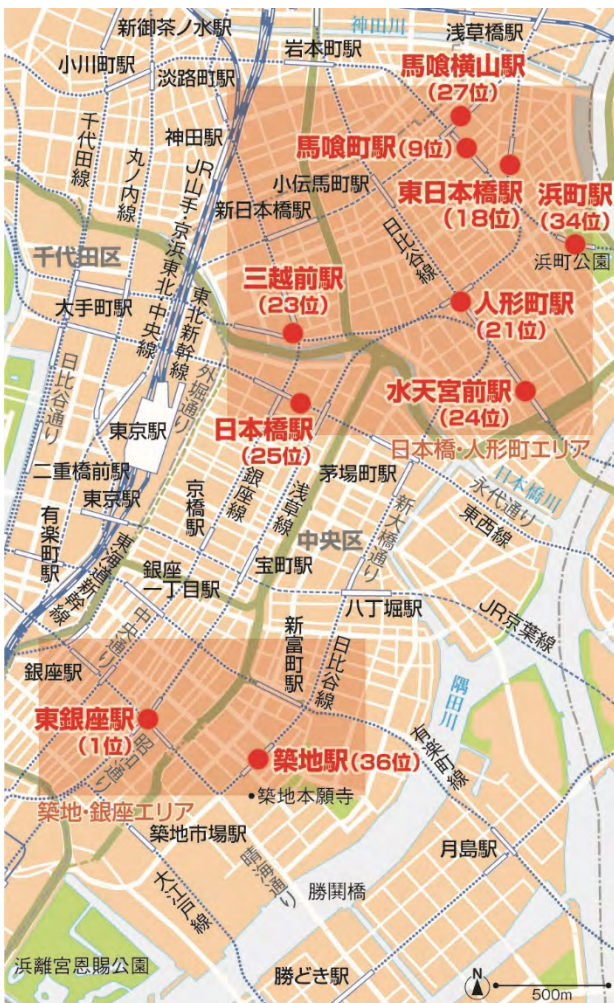 新御茶ノ水駅
神田川
浅草橋駅
小川町駅
岩本町駅
淡路町駅
馬喰横山駅
(27位)
千代田線
丸ノ内線
神田駅
馬喰町駅(9位)
小伝馬町駅
東日本橋駅
(18位)
浜町駅
(34位)
新日本橋駅
JR山手・京浜東北・中央線
日比谷線
浜町公園
千代田区
三越前駅
(23位)
人形町駅
(21位)
大手町駅
東北新幹線
外堀通り
日比谷通り
水天宮前駅
(24位)
東京駅
日本橋駅
(25位)
日本橋・人形町エリア
二重橋前駅
茅場町駅
日本橋川
永代通り
東京駅
京橋駅
銀座線
浅草線
新大橋通り
東西線
有楽町駅
中央区
東海道新幹線
銀座
一丁目駅
宝町駅
八丁堀駅
JR京葉線
中央通り
新富町駅
日比谷線
銀座駅
隅田川
東銀座駅
(1位)
昭和通り
築地駅(36位)
有楽町線
築地本願寺
築地・銀座エリア
築地市場駅
晴海通り
月島駅
大江戸線
勝鬨橋
浜離宮恩賜公園
勝どき駅
N
500m